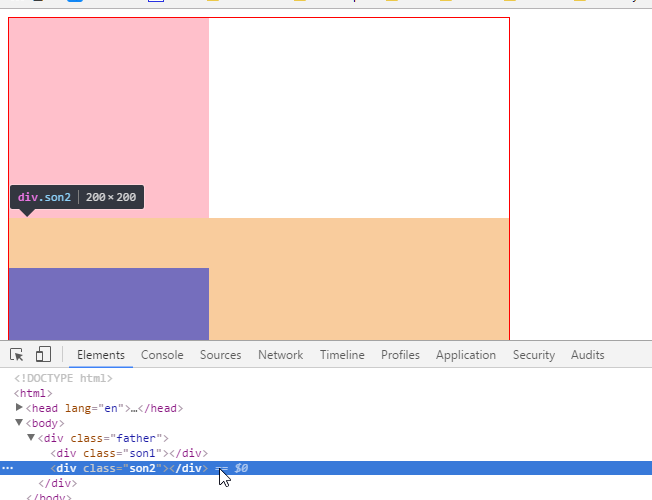 div.son2 200 × 200
Elements Console Sources Network Timeline Profiles Application Security Audits
<!DOCTYPE html>
<html>
<head lang="en">…</head>
<body>
<div class="father">
<div class="son1"></div>
... <div class="son2"></div> == $0
</div>
</body>